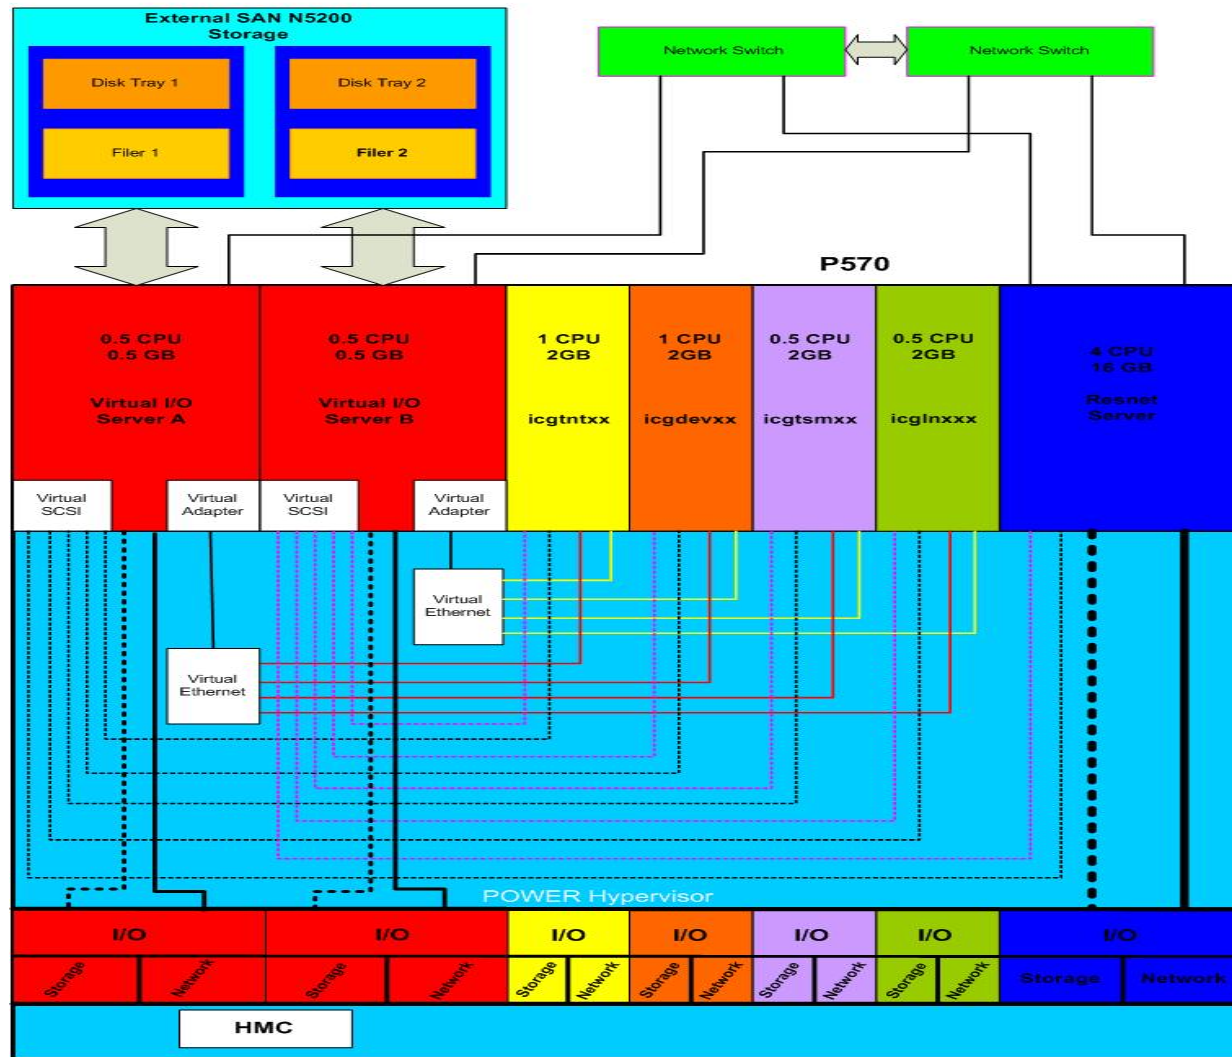 External SAN N5200
Storage
Disk Tray 1
Disk Tray 2
Filer 1
Filer 2
Network Switch
Network Switch
P570
0.5 CPU
0.5 GB
Virtual I/O
Server A
0.5 CPU
0.5 GB
Virtual I/O
Server B
1 CPU
2GB
icgtntxx
1 CPU
2GB
icgdevxx
0.5 CPU
2GB
icgtsmxx
0.5 CPU
2GB
icglnxxx
4 CPU
16 GB
Resnet
Server
Virtual
SCSI
Virtual
Adapter
Virtual
SCSI
Virtual
Adapter
Virtual
Ethernet
Virtual
Ethernet
POWER Hypervisor
I/O
I/O
I/O
I/O
I/O
I/O
I/O
Storage
Network
Storage
Network
Storage
Network
Storage
Network
Storage
Network
Storage
Network
Storage
Network
HMC